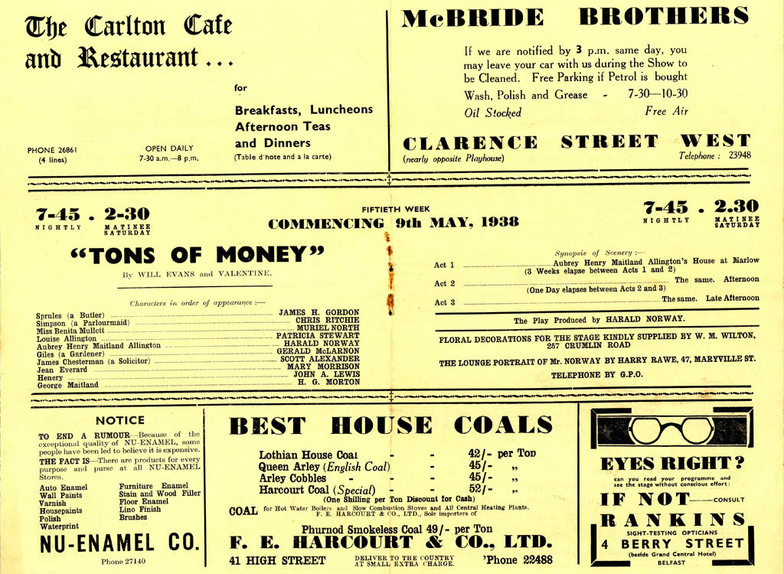 The Carlton Cafe
and Restaurant ...
for
Breakfasts, Luncheons
Afternoon Teas
and Dinners
(Table d'hote and a la carte)
PHONE 26861
(4 lines)
OPEN DAILY
7-30 a.m.—8 p.m.
McBRIDE BROTHERS
If we are notified by 3 p.m. same day, you
may leave your car with us during the Show to
be Cleaned. Free Parking if Petrol is bought
Wash, Polish and Grease - 7-30—10-30
Oil Stocked Free Air
CLARENCE STREET WEST
(nearly opposite Playhouse) Telephone: 23948
7-45 . 2-30
NIGHTLY MATINEE
SATURDAY
FIFTIETH WEEK
COMMENCING 9th MAY, 1938
7-45 . 2.30
NIGHTLY MATINEE
SATURDAY
"TONS OF MONEY"
By WILL EVANS and VALENTINE.
Characters in order of appearance :—
Sprules (a Butler) JAMES H. GORDON
Simpson (a Parlourmaid) CHRIS RITCHIE
Miss Benita Mullett MURIEL NORTH
Louise Allington PATRICIA STEWART
Aubrey Henry Maitland Allington HARALD NORWAY
Giles (a Gardener) GERALD McLARNON
James Chesterman (a Solicitor) SCOTT ALEXANDER
Jean Everard MARY MORRISON
Henery JOHN A. LEWIS
George Maitland H. G. MORTON
Synopsis of Scenery :—
Act 1 Aubrey Henry Maitland Allington's House at Marlow
(3 Weeks elapse between Acts 1 and 2)
Act 2 The same. Afternoon
(One Day elapses between Acts 2 and 3)
Act 3 The same. Late Afternoon
The Play Produced by HARALD NORWAY.
FLORAL DECORATIONS FOR THE STAGE KINDLY SUPPLIED BY W. M. WILTON,
257 CRUMLIN ROAD
THE LOUNGE PORTRAIT OF Mr. NORWAY BY HARRY RAWE, 47, MARYVILLE ST.
TELEPHONE BY G.P.O.
NOTICE
TO END A RUMOUR—Because of the
exceptional quality of NU-ENAMEL, some
people have been led to believe it is expensive.
THE FACT IS—There are products for every
purpose and purse at all NU-ENAMEL
Stores.
Auto Enamel Furniture Enamel
Wall Paints Stain and Wood Filler
Varnish Floor Enamel
Housepaints Lino Finish
Polish Brushes
Waterprint
NU-ENAMEL CO.
Phone 27140
BEST HOUSE COALS
Lothian House Coal - - 42/- per Ton
Queen Arley (English Coal) - 45/- "
Arley Cobbles - - - 45/- "
Harcourt Coal (Special) - - 52/- "
(One Shilling per Ton Discount for Cash)
COAL for Hot Water Boilers and Slow Combustion Stoves and All Central Heating Plants.
F. E. HARCOURT & CO., LTD., Sole importers of
Phurnod Smokeless Coal 49/- per Ton
F. E. HARCOURT & Co., LTD.
41 HIGH STREET DELIVER TO THE COUNTRY
AT SMALL EXTRA CHARGE. 'Phone 22488
EYES RIGHT?
can you read your programme and
see the stage without conscious effort?
IF NOT—CONSULT
RANKINS
SIGHT-TESTING OPTICIANS
4 BERRY STREET
(beside Grand Central Hotel)
BELFAST